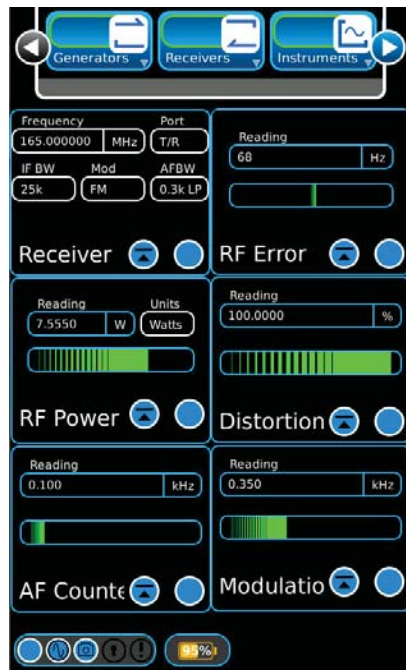 Generators Receivers Instruments
Frequency Port
165.000000 MHz T/R
IF BW Mod AFBW
25k FM 0.3k LP
Receiver
Reading
68 Hz
RF Error
Reading Units
7.5550 W Watts
RF Power
Reading
100.0000 %
Distortion
Reading
0.100 kHz
AF Counte
Reading
0.350 kHz
Modulatio
95%